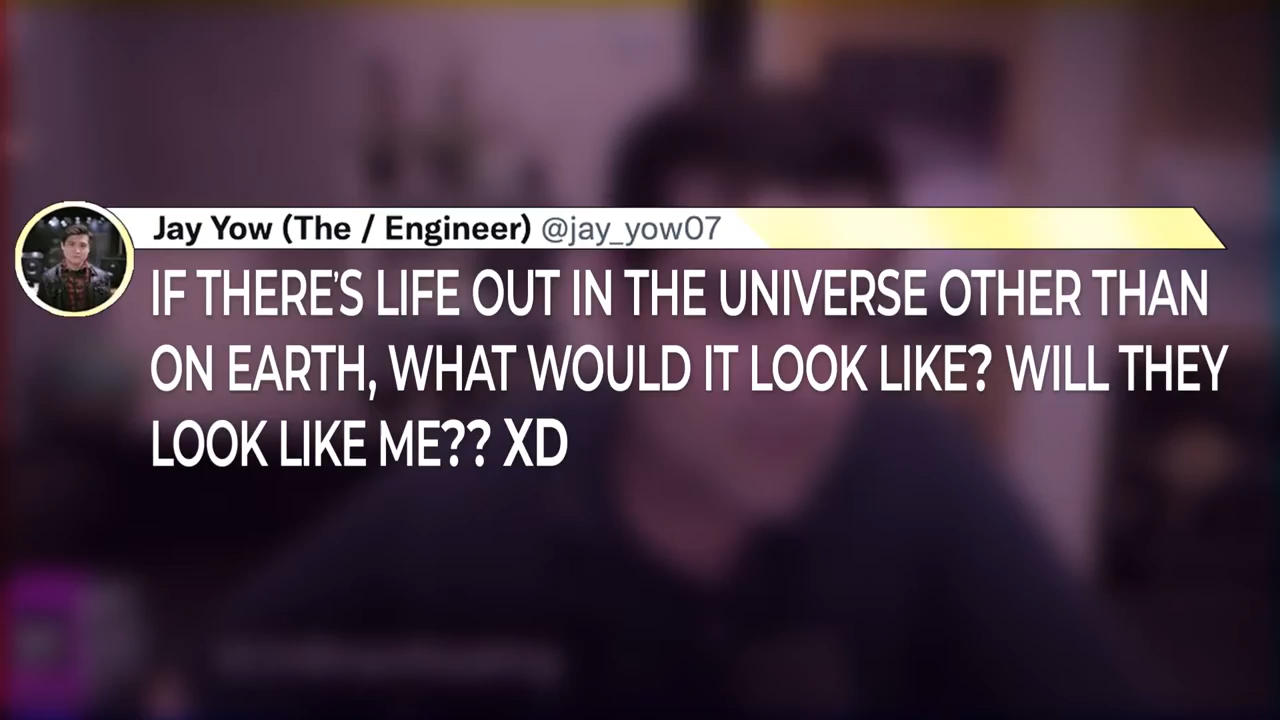 Jay Yow (The / Engineer) @jay_yow07
IF THERE'S LIFE OUT IN THE UNIVERSE OTHER THAN
ON EARTH, WHAT WOULD IT LOOK LIKE? WILL THEY
LOOK LIKE ME?? XD